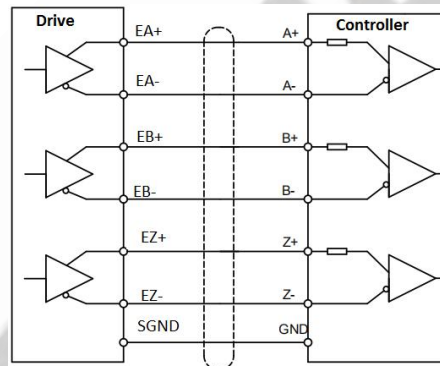 Drive Controller
EA+ A+
EA- A-
EB+ B+
EB- B-
EZ+ Z+
EZ- Z-
SGND GND